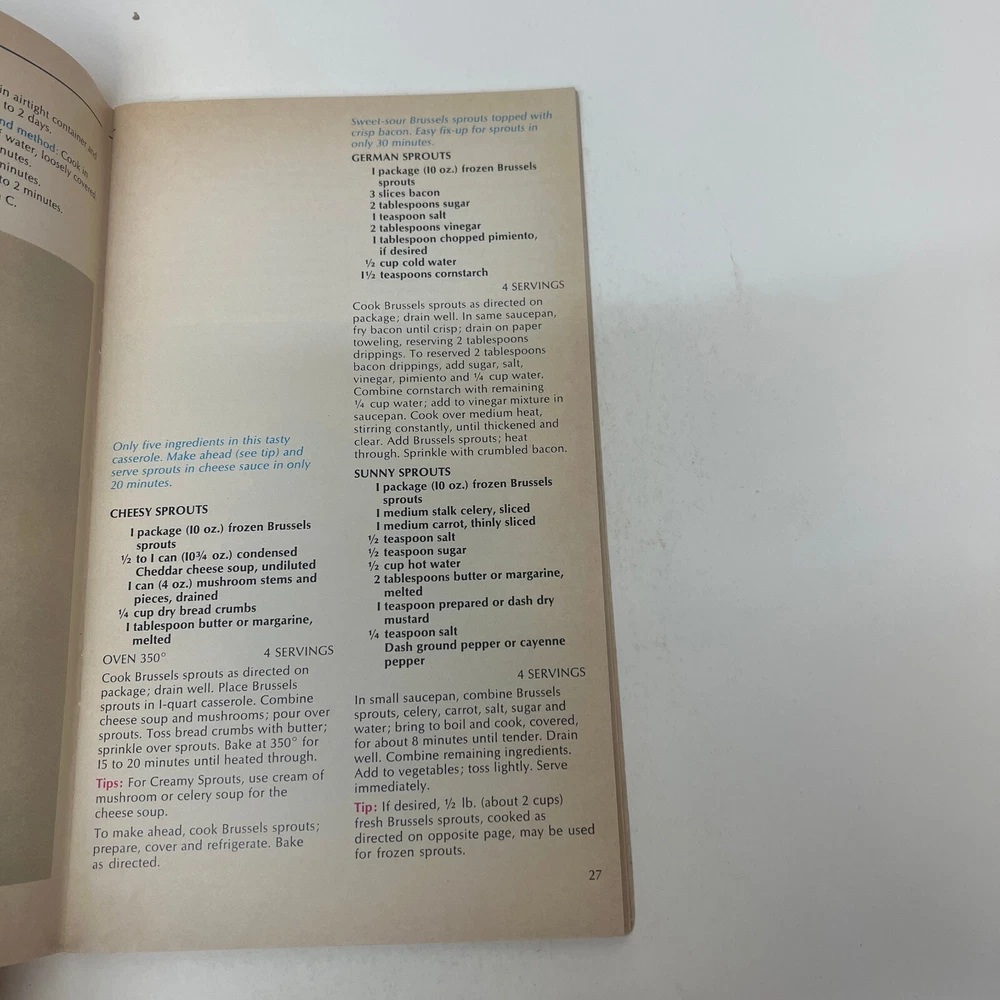 in airtight container and
to 2 days.
nd method: Cook in
f water, loosely covered
nutes.
minutes.
to 2 minutes.
C.
Only five ingredients in this tasty
casserole. Make ahead (see tip) and
serve sprouts in cheese sauce in only
20 minutes.
CHEESY SPROUTS
1 package (10 oz.) frozen Brussels
sprouts
½ to 1 can (10¾ oz.) condensed
Cheddar cheese soup, undiluted
1 can (4 oz.) mushroom stems and
pieces, drained
¼ cup dry bread crumbs
1 tablespoon butter or margarine,
melted
OVEN 350° 4 SERVINGS
Cook Brussels sprouts as directed on
package; drain well. Place Brussels
sprouts in 1-quart casserole. Combine
cheese soup and mushrooms; pour over
sprouts. Toss bread crumbs with butter;
sprinkle over sprouts. Bake at 350° for
15 to 20 minutes until heated through.
Tips: For Creamy Sprouts, use cream of
mushroom or celery soup for the
cheese soup.
To make ahead, cook Brussels sprouts;
prepare, cover and refrigerate. Bake
as directed.
Sweet-sour Brussels sprouts topped with
crisp bacon. Easy fix-up for sprouts in
only 30 minutes.
GERMAN SPROUTS
1 package (10 oz.) frozen Brussels
sprouts
3 slices bacon
2 tablespoons sugar
1 teaspoon salt
2 tablespoons vinegar
1 tablespoon chopped pimiento,
if desired
½ cup cold water
1½ teaspoons cornstarch
4 SERVINGS
Cook Brussels sprouts as directed on
package; drain well. In same saucepan,
fry bacon until crisp; drain on paper
toweling, reserving 2 tablespoons
drippings. To reserved 2 tablespoons
bacon drippings, add sugar, salt,
vinegar, pimiento and ¼ cup water.
Combine cornstarch with remaining
¼ cup water; add to vinegar mixture in
saucepan. Cook over medium heat,
stirring constantly, until thickened and
clear. Add Brussels sprouts; heat
through. Sprinkle with crumbled bacon.
SUNNY SPROUTS
1 package (10 oz.) frozen Brussels
sprouts
1 medium stalk celery, sliced
1 medium carrot, thinly sliced
½ teaspoon salt
½ teaspoon sugar
½ cup hot water
2 tablespoons butter or margarine,
melted
1 teaspoon prepared or dash dry
mustard
¼ teaspoon salt
Dash ground pepper or cayenne
pepper
4 SERVINGS
In small saucepan, combine Brussels
sprouts, celery, carrot, salt, sugar and
water; bring to boil and cook, covered,
for about 8 minutes until tender. Drain
well. Combine remaining ingredients.
Add to vegetables; toss lightly. Serve
immediately.
Tip: If desired, ½ lb. (about 2 cups)
fresh Brussels sprouts, cooked as
directed on opposite page, may be used
for frozen sprouts.
27